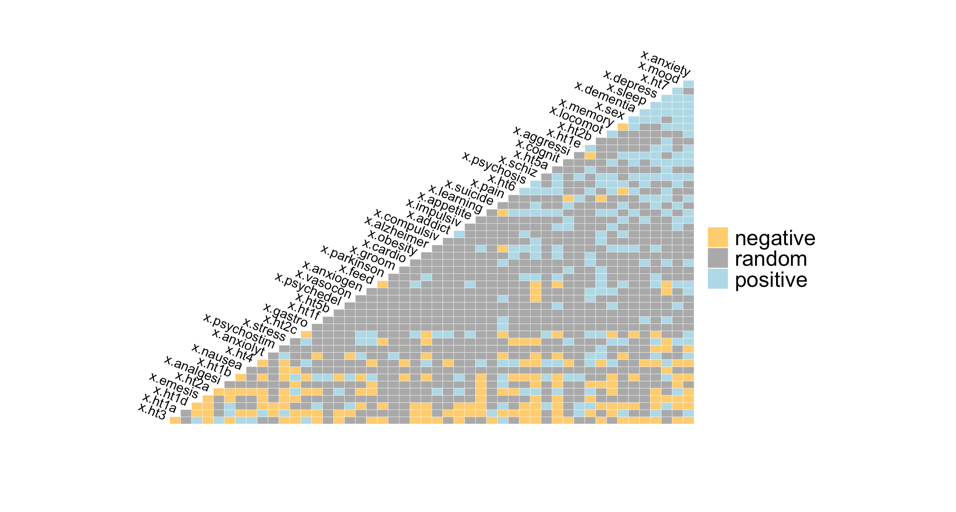 x.anxiety
x.mood
x.ht7
x.depress
x.sleep
x.dementia
x.sex
x.memory
x.locomot
x.ht2b
x.ht1e
x.aggressi
x.cognit
x.ht5a
x.schiz
x.psychosis
x.ht6
x.pain
x.suicide
x.learning
x.appetite
x.impulsiv
x.addict
x.compulsiv
x.alzheimer
x.obesity
x.cardio
x.groom
x.parkinson
x.feed
x.anxiogen
x.vasocon
x.psychedel
x.ht5b
x.ht1f
x.gastro
x.ht2c
x.stress
x.psychostim
x.anxiolyt
x.ht4
x.nausea
x.ht1b
x.analgesi
x.ht2a
x.emesis
x.ht1d
x.ht1a
x.ht3
negative
random
positive